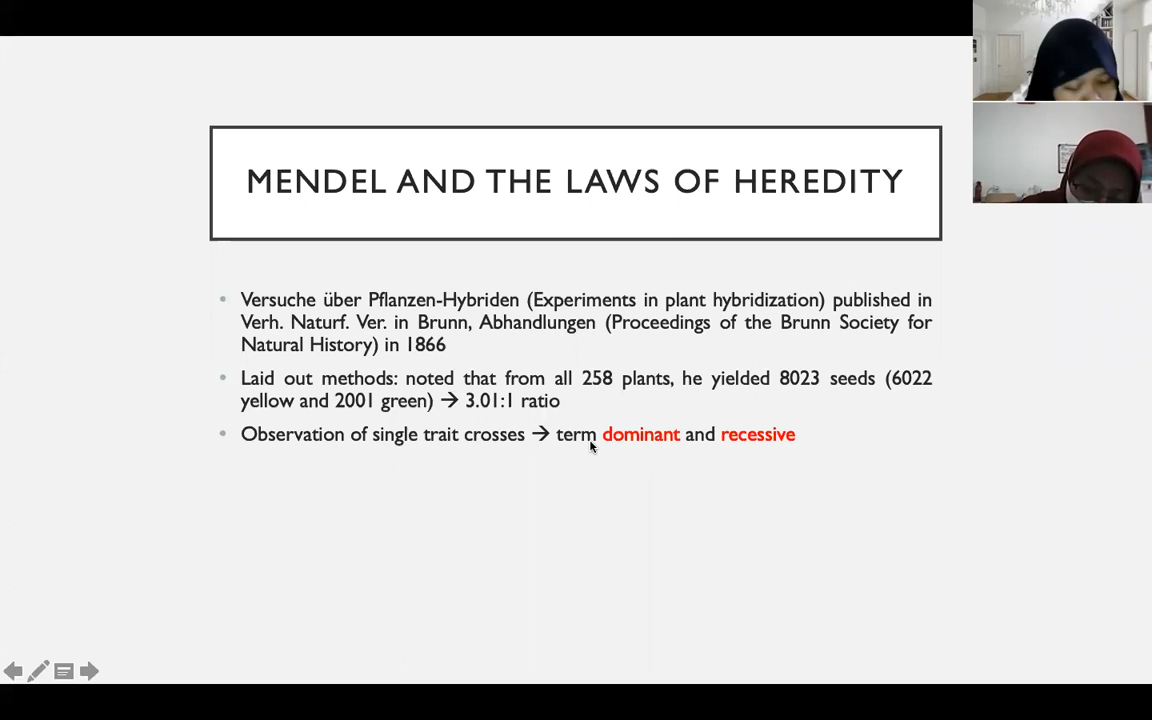 MENDEL AND THE LAWS OF HEREDITY
• Versuche über Pflanzen-Hybriden (Experiments in plant hybridization) published in
Verh. Naturf. Ver. in Brunn, Abhandlungen (Proceedings of the Brunn Society for
Natural History) in 1866
• Laid out methods: noted that from all 258 plants, he yielded 8023 seeds (6022
yellow and 2001 green) → 3.01:1 ratio
• Observation of single trait crosses → term dominant and recessive